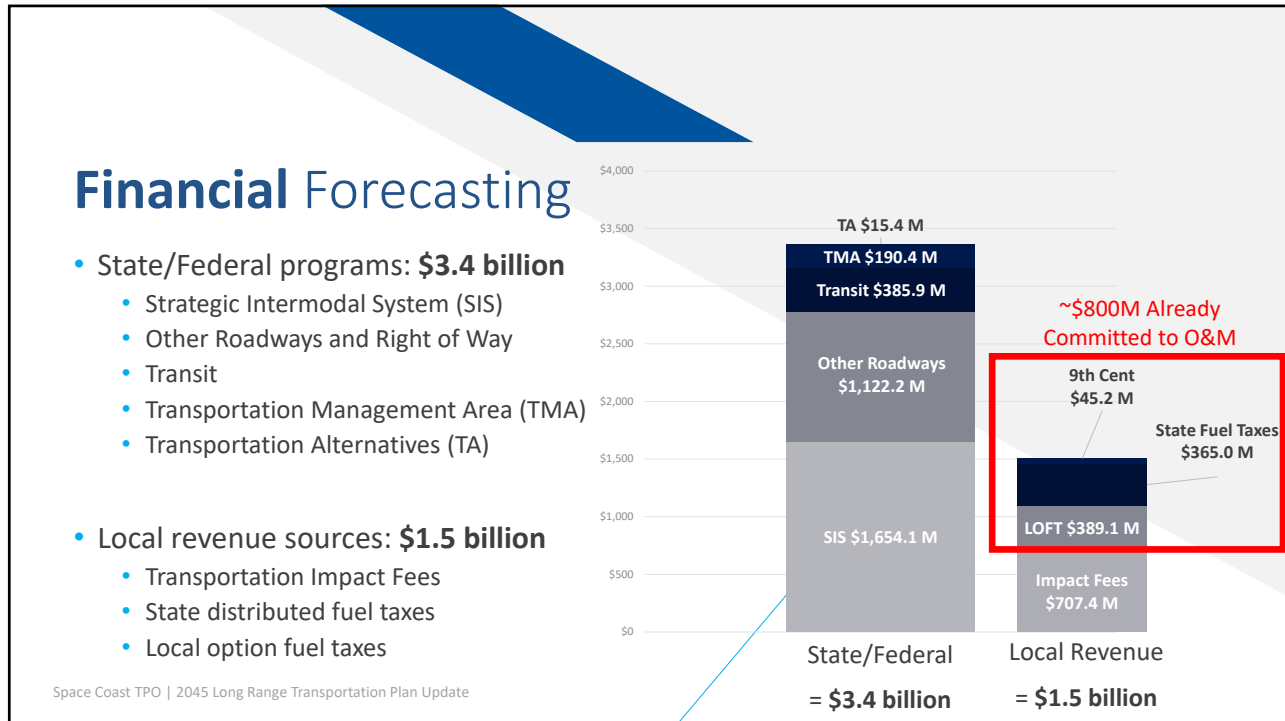 Financial Forecasting
• State/Federal programs: $3.4 billion
• Strategic Intermodal System (SIS)
• Other Roadways and Right of Way
• Transit
• Transportation Management Area (TMA)
• Transportation Alternatives (TA)
• Local revenue sources: $1.5 billion
• Transportation Impact Fees
• State distributed fuel taxes
• Local option fuel taxes
Space Coast TPO | 2045 Long Range Transportation Plan Update
$4,000
$3,500
$3,000
$2,500
$2,000
$1,500
$1,000
$500
$0
TA $15.4 M
TMA $190.4 M
Transit $385.9 M
Other Roadways
$1,122.2 M
SIS $1,654.1 M
State/Federal
= $3.4 billion
~$800M Already
Committed to O&M
9th Cent
$45.2 M
State Fuel Taxes
$365.0 M
LOFT $389.1 M
Impact Fees
$707.4 M
Local Revenue
= $1.5 billion